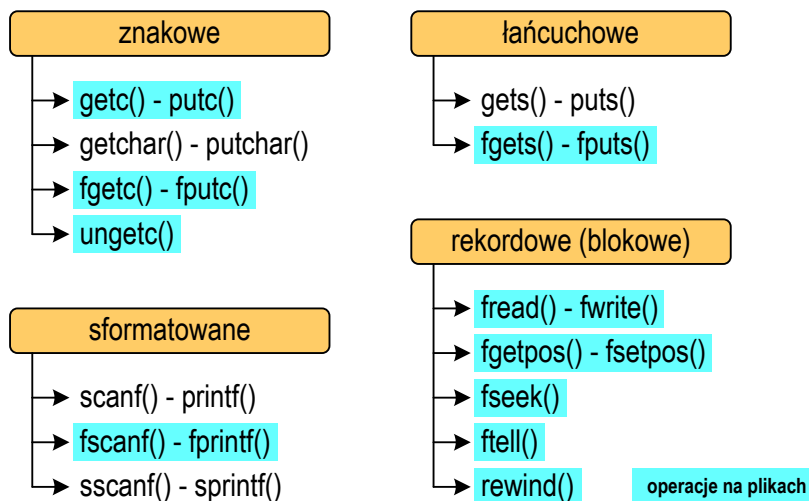 znakowe
getc() - putc()
getchar() - putchar()
fgetc() - fputc()
ungetc()
łańcuchowe
gets() - puts()
fgets() - fputs()
sformatowane
scanf() - printf()
fscanf() - fprintf()
sscanf() - sprintf()
rekordowe (blokowe)
fread() - fwrite()
fgetpos() - fsetpos()
fseek()
ftell()
rewind()
operacje na plikach